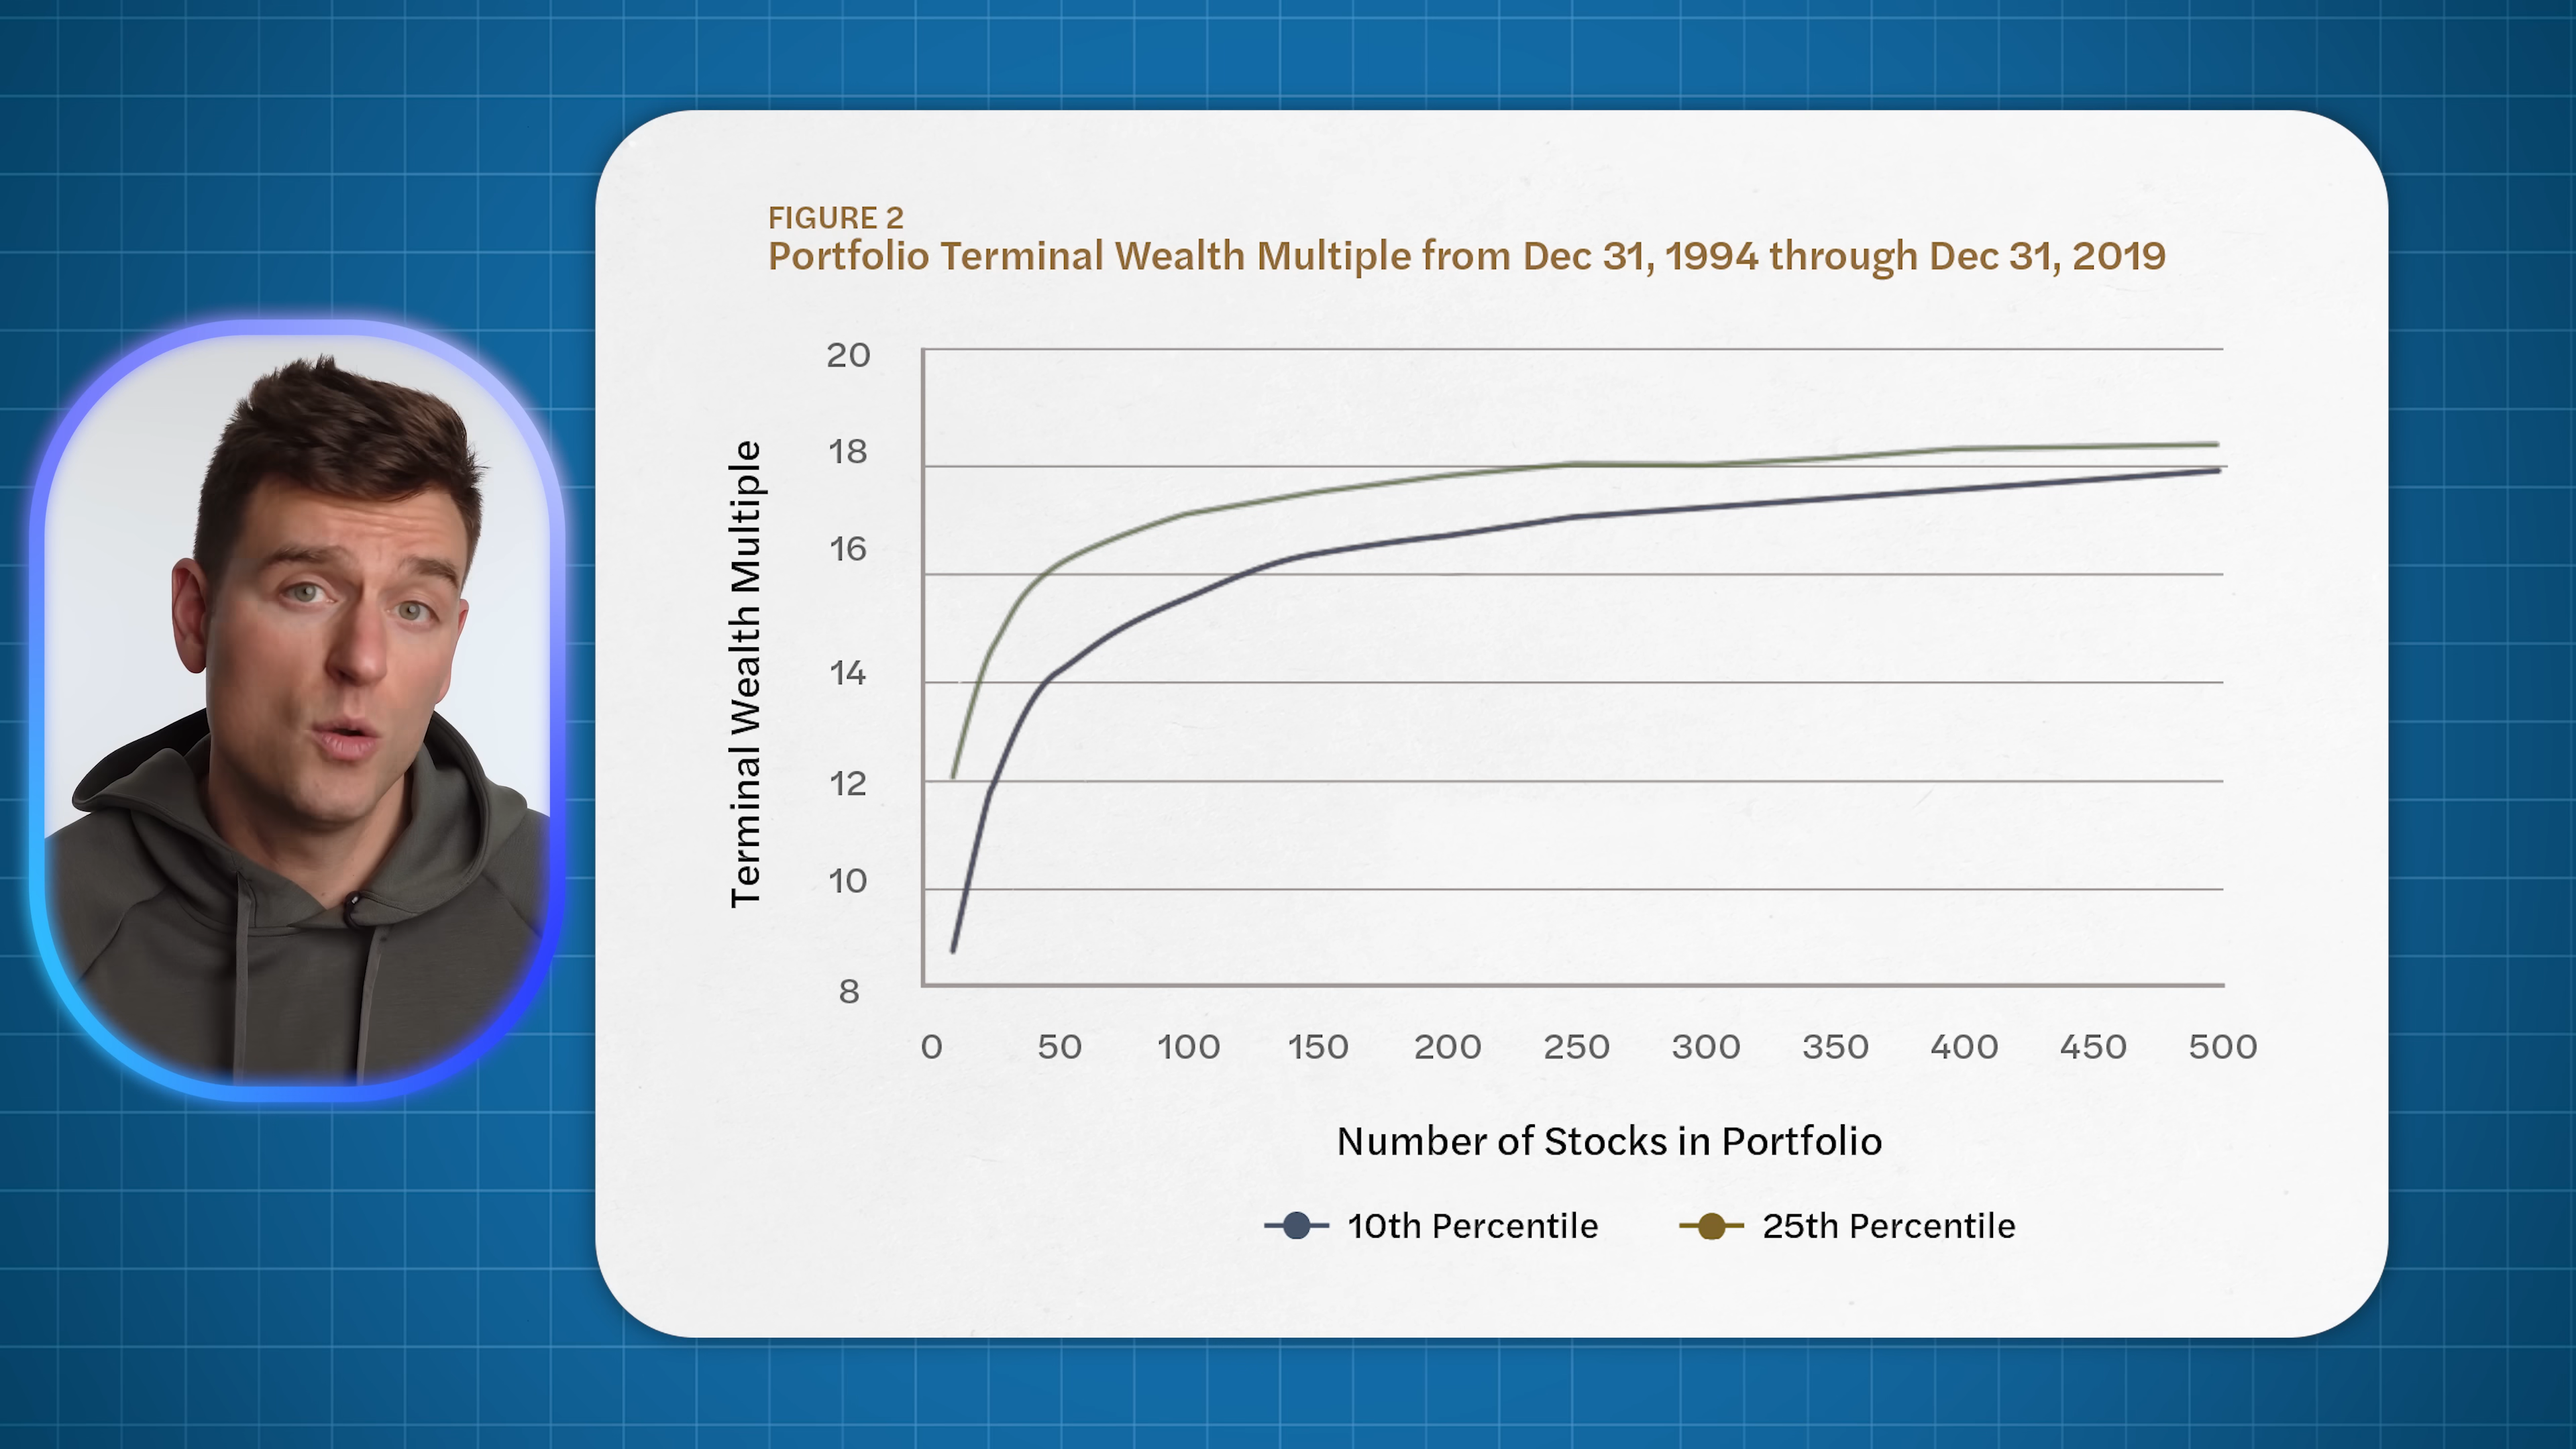 FIGURE 2
Portfolio Terminal Wealth Multiple from Dec 31, 1994 through Dec 31, 2019
Terminal Wealth Multiple
20
18
16
14
12
10
8
0 50 100 150 200 250 300 350 400 450 500
Number of Stocks in Portfolio
10th Percentile 25th Percentile